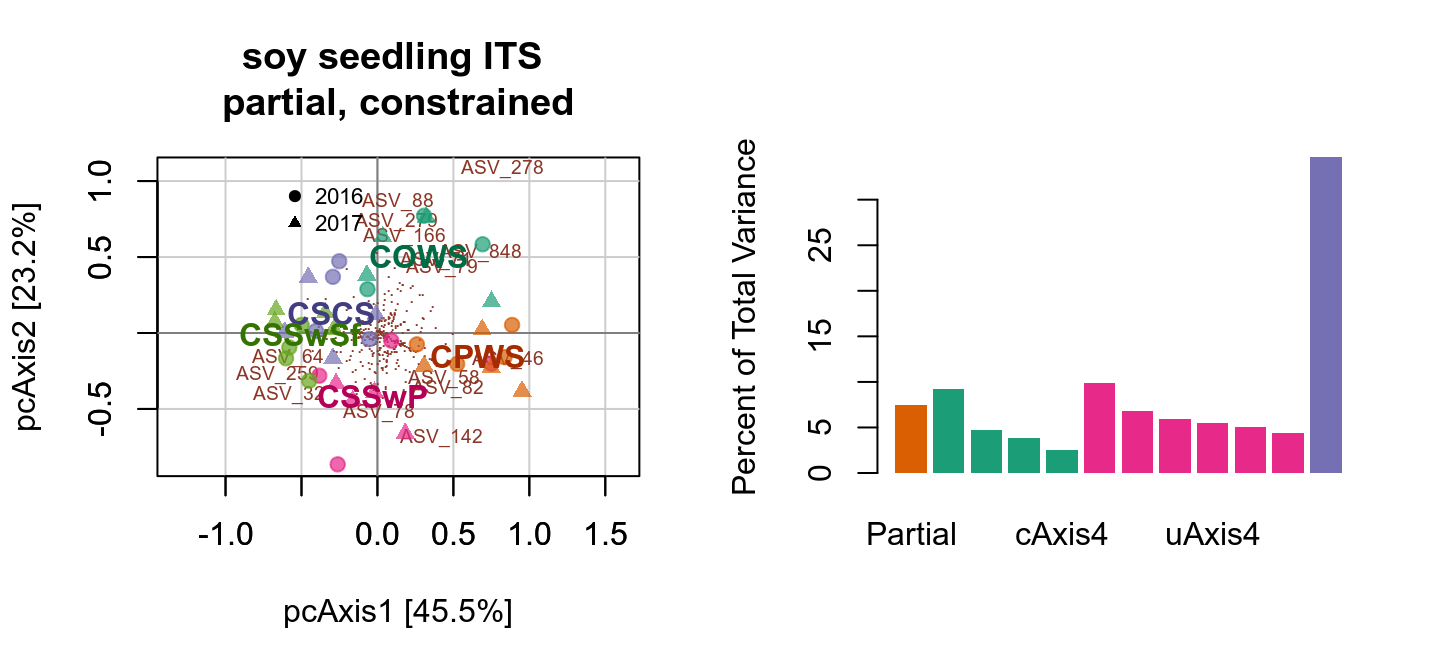 soy seedling ITS
partial, constrained
pcAxis2 [23.2%]
1.0
0.5
-0.5
2016
2017
ASV_278
ASV_88
ASV_279
ASV_166
COWS
ASV_848
ASV_79
CSCS
CSSwSf
ASV_64
CPWS
ASV_46
ASV_259
ASV_58
ASV_32
ASV_82
CSSwP
ASV_78
ASV_142
-1.0
0.0
0.5
1.0
1.5
pcAxis1 [45.5%]
Percent of Total Variance
25
15
5
0
Partial
cAxis4
uAxis4